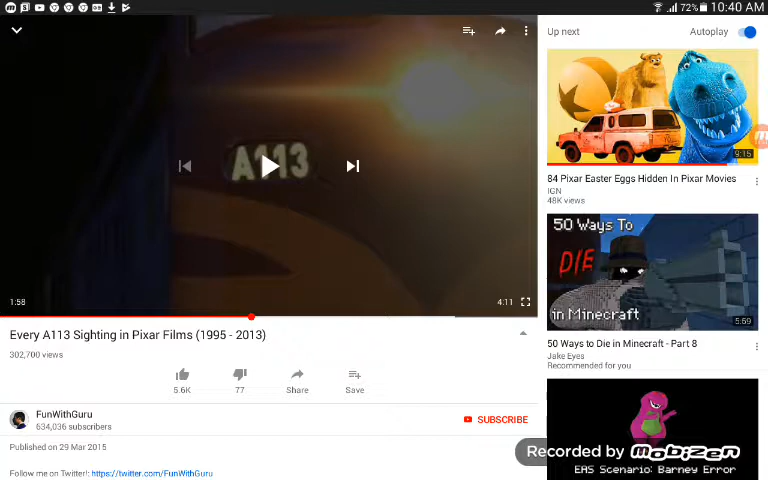 72% 10:40 AM
A113
1:58
4:11
Every A113 Sighting in Pixar Films (1995 - 2013)
302,700 views
5.6K
77
Share
Save
FunWithGuru
634,036 subscribers
SUBSCRIBE
Published on 29 Mar 2015
Follow me on Twitter!: https://twitter.com/FunWithGuru
Up next
Autoplay
9:15
84 Pixar Easter Eggs Hidden In Pixar Movies
IGN
48K views
50 Ways To
DIE
in Minecraft
5:59
50 Ways to Die in Minecraft - Part 8
Jake Eyes
Recommended for you
Recorded by Mobizen
EAS Scenario: Barney Error